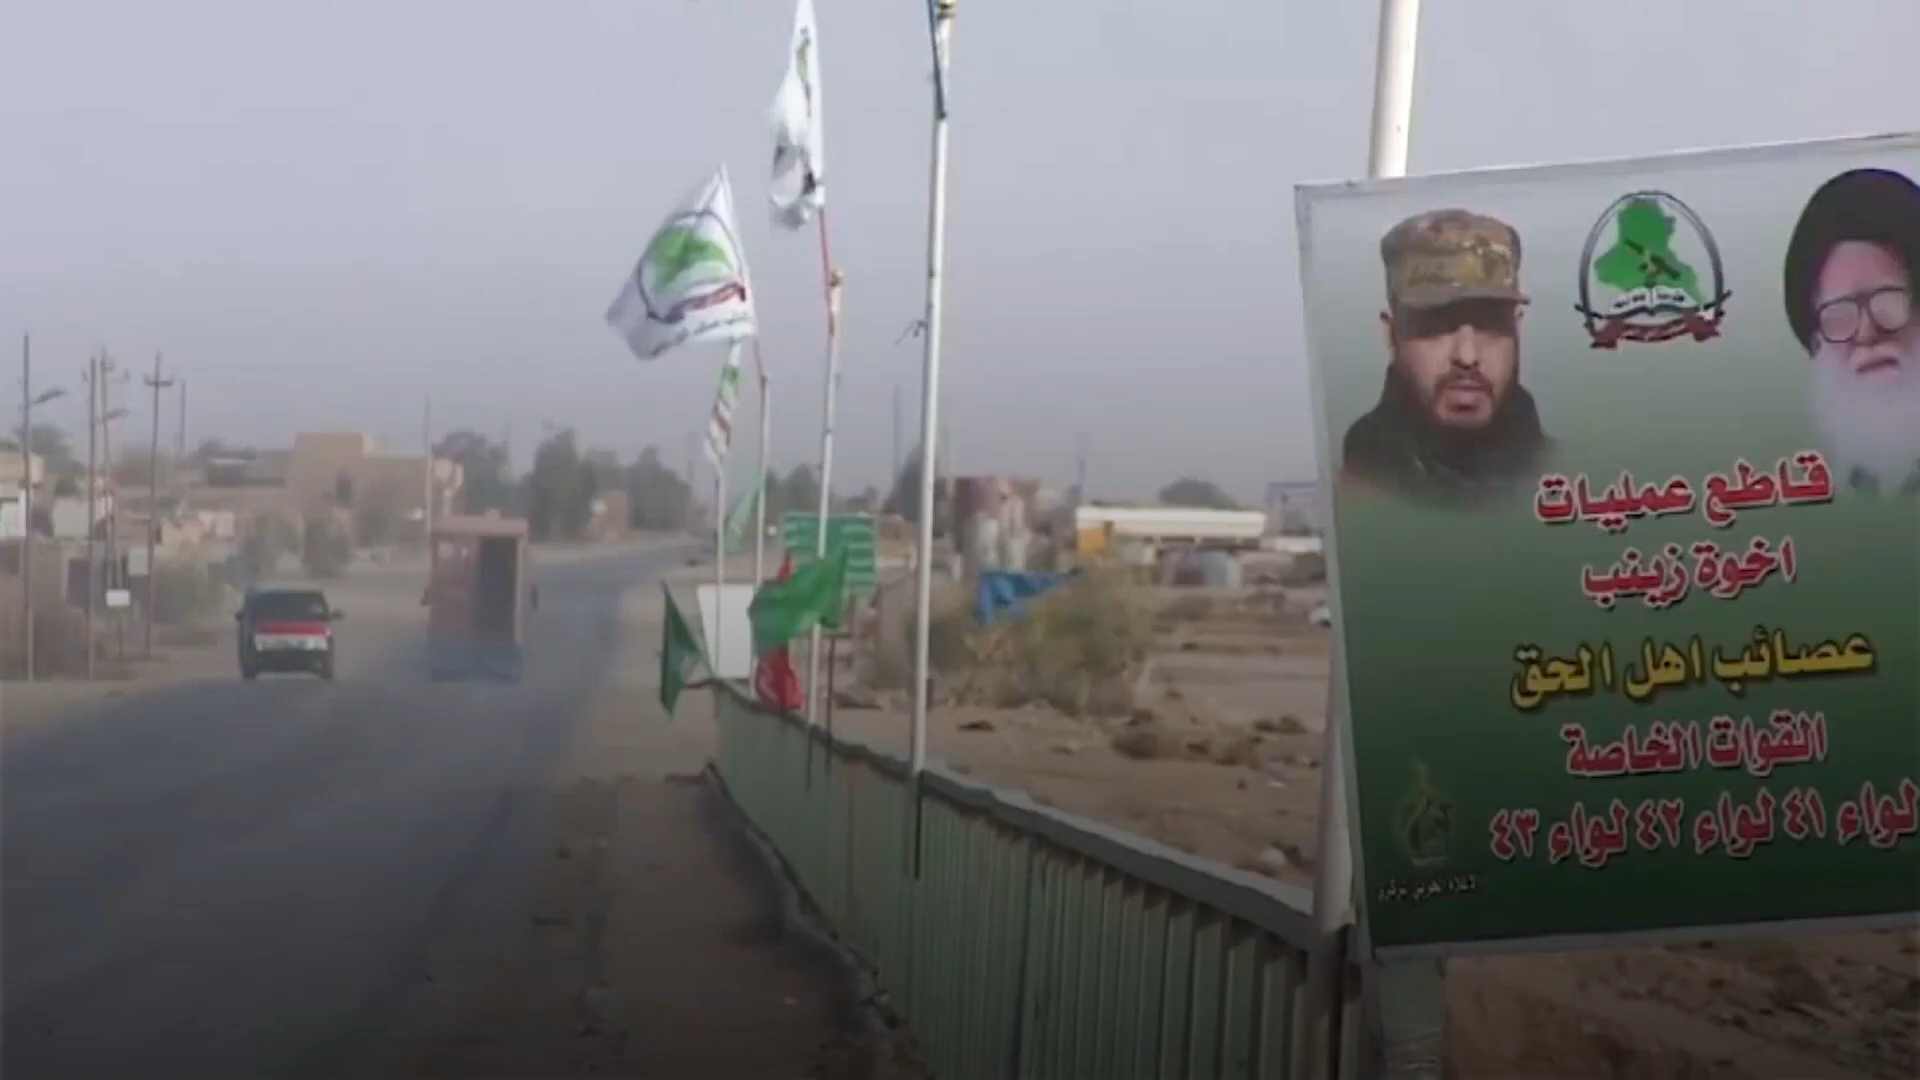 قاطع عمليات
اخوة زينب
عصائب اهل الحق
القوات الخاصة
لواء ٤١ لواء ٤٢ لواء ٤٣